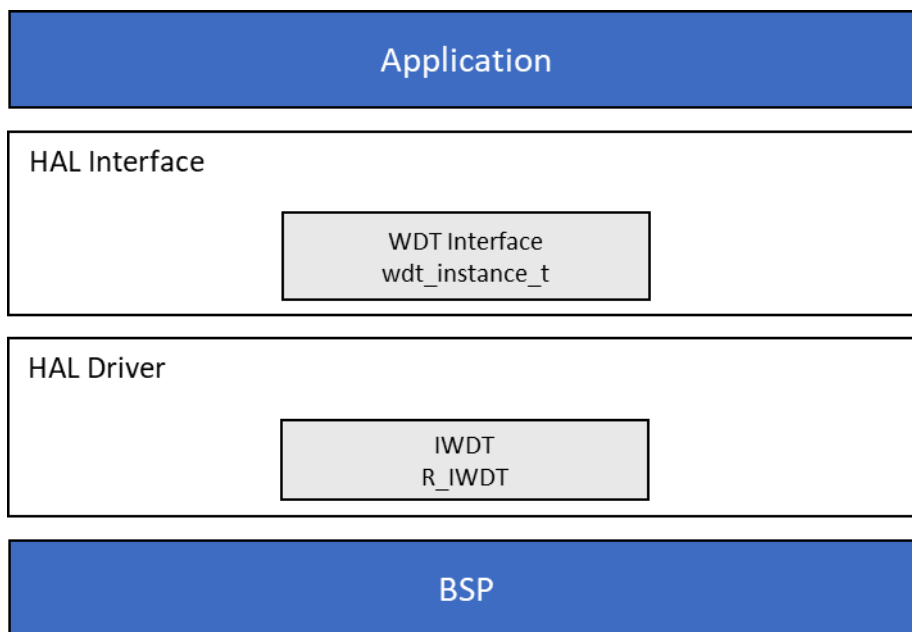 Application
HAL Interface
WDT Interface
wdt_instance_t
HAL Driver
IWDT
R_IWDT
BSP